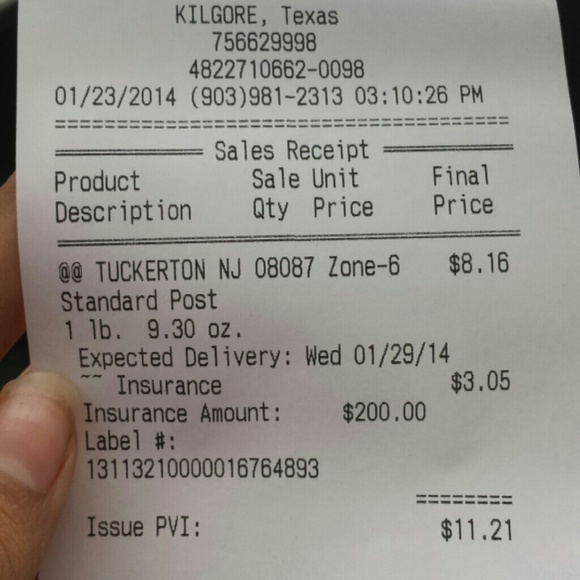 KILGORE, Texas
756629998
4822710662-0098
01/23/2014 (903)981-2313 03:10:26 PM
========================================
Sales Receipt
Product Sale Unit Final
Description Qty Price Price
@@ TUCKERTON NJ 08087 Zone-6 $8.16
Standard Post
1 lb. 9.30 oz.
Expected Delivery: Wed 01/29/14
~~ Insurance $3.05
Insurance Amount: $200.00
Label #:
13113210000016764893
========
Issue PVI: $11.21